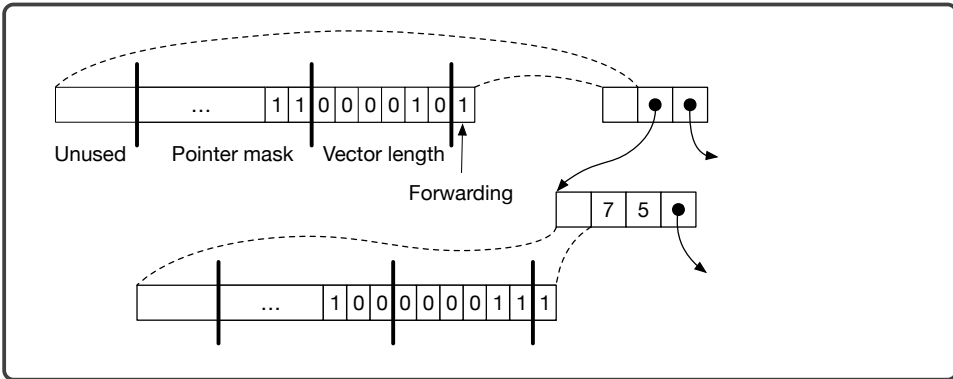 ... 1 1 0 0 0 0 1 0 1
Unused Pointer mask Vector length
Forwarding
7 5
... 1 0 0 0 0 0 0 1 1 1